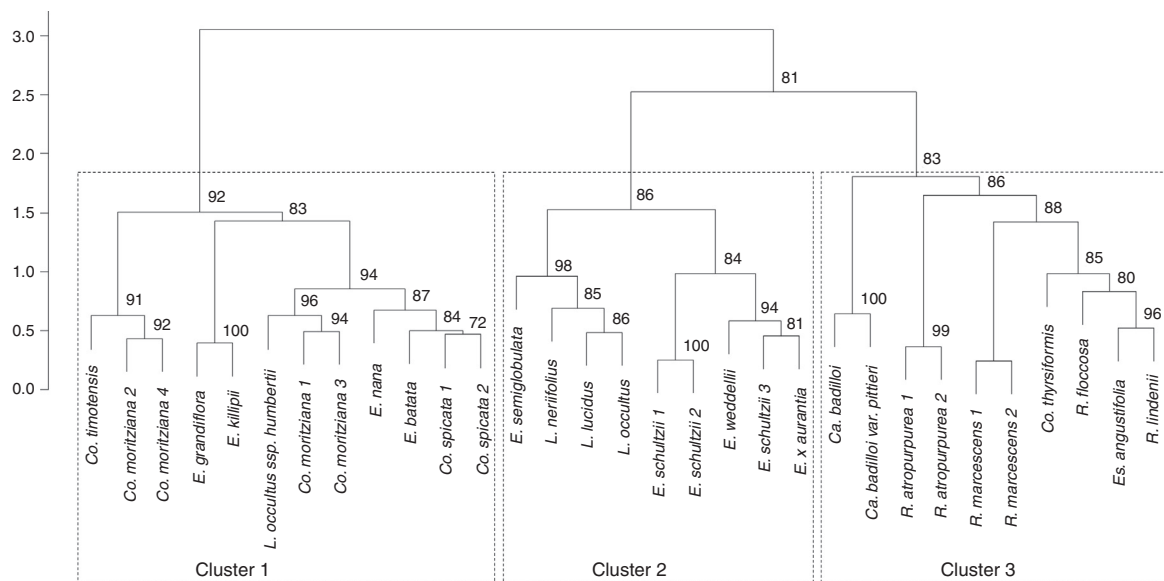 3.0
2.5
2.0
1.5
1.0
0.5
0.0
81
83
92
83
86
86
88
94
98
84
85
80
91
92
100
96
94
87
84
72
85
86
100
94
81
100
99
96
Co. timotensis
Co. moritziana 2
Co. moritziana 4
E. grandiflora
E. killipii
L. occultus ssp. humbertii
Co. moritziana 1
Co. moritziana 3
E. nana
E. batata
Co. spicata 1
Co. spicata 2
E. semiglobulata
L. neriifolius
L. lucidus
L. occultus
E. schultzii 1
E. schultzii 2
E. weddellii
E. schultzii 3
E. x aurantia
Ca. badilloi
Ca. badilloi var. pittieri
R. atropurpurea 1
R. atropurpurea 2
R. marcescens 1
R. marcescens 2
Co. thyrsiformis
R. floccosa
Es. angustifolia
R. lindenii
Cluster 1
Cluster 2
Cluster 3